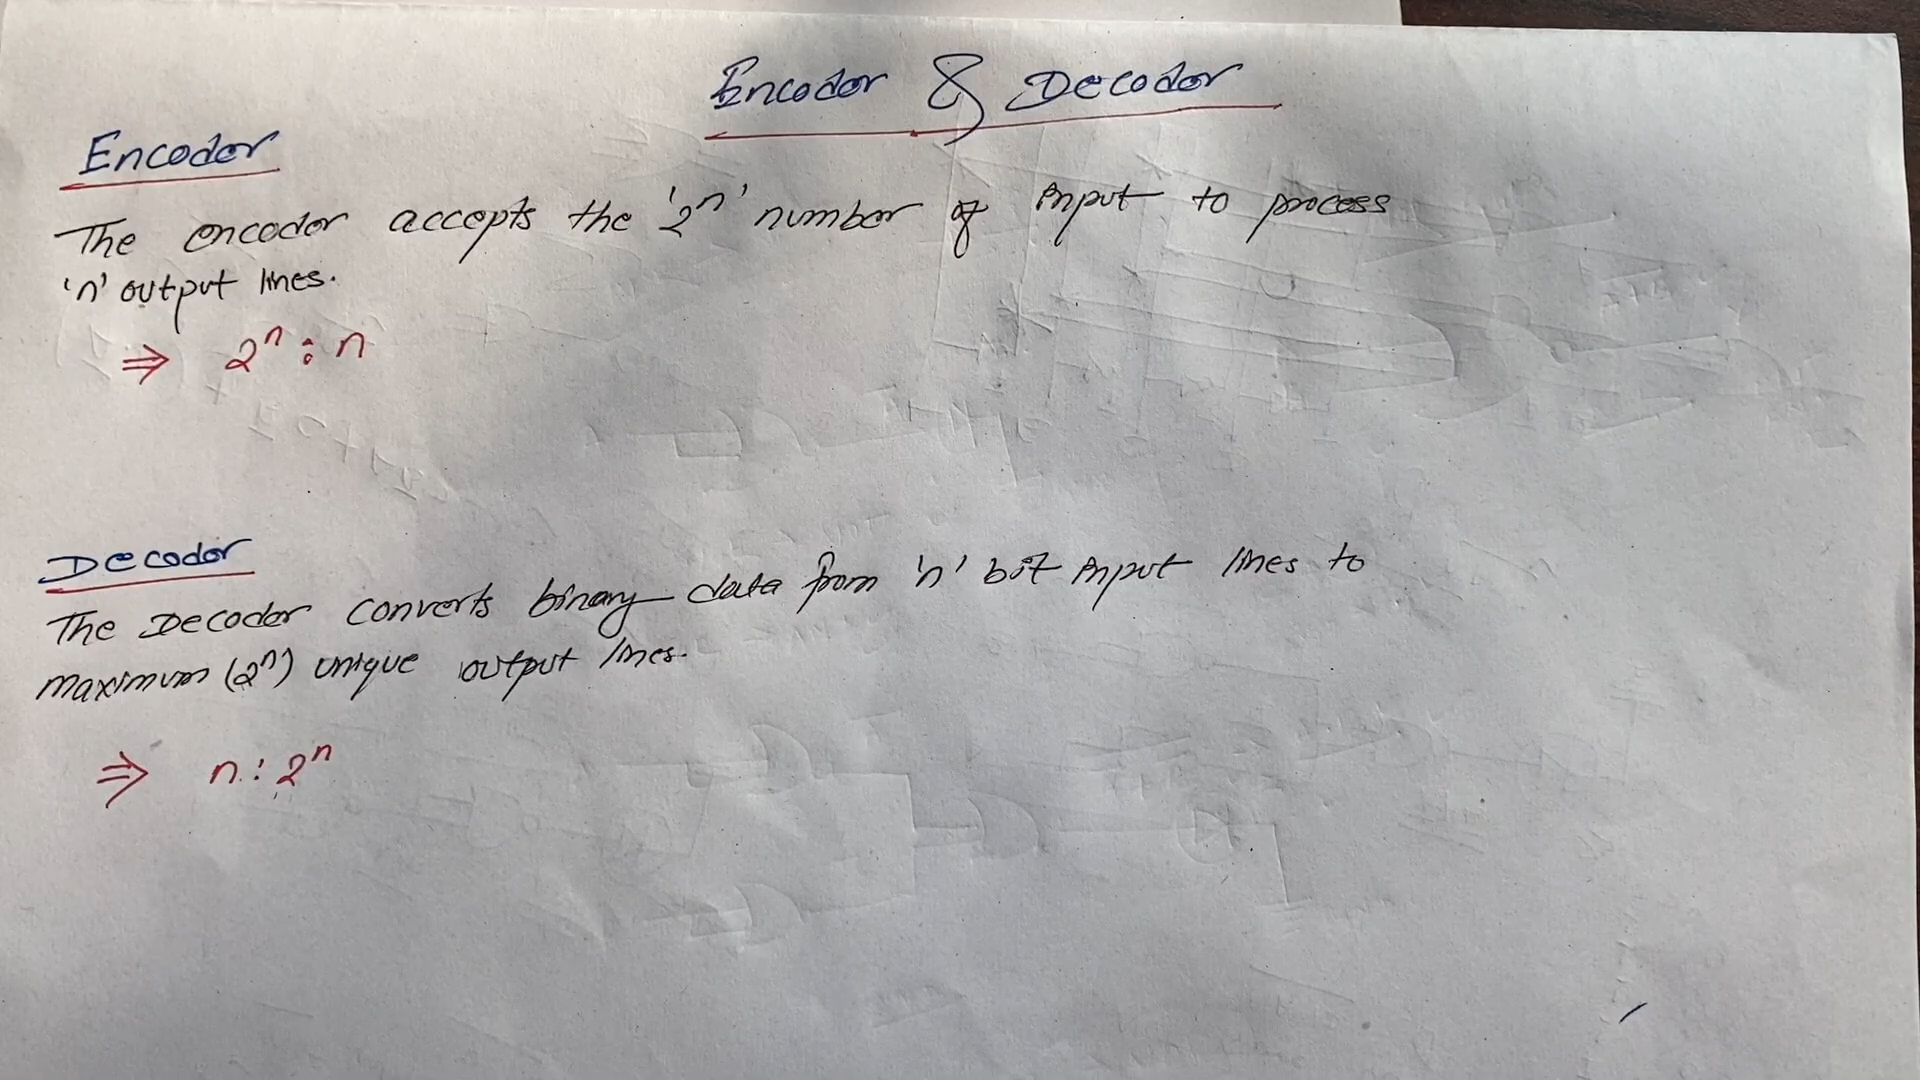 Encoder & Decoder
Encoder
The encoder accepts the '2ⁿ' number of input to process
'n' output lines.
⇒ 2ⁿ : n
Decoder
The Decoder converts binary data from 'n' bit input lines to
maximum (2ⁿ) unique output lines.
⇒ n : 2ⁿ